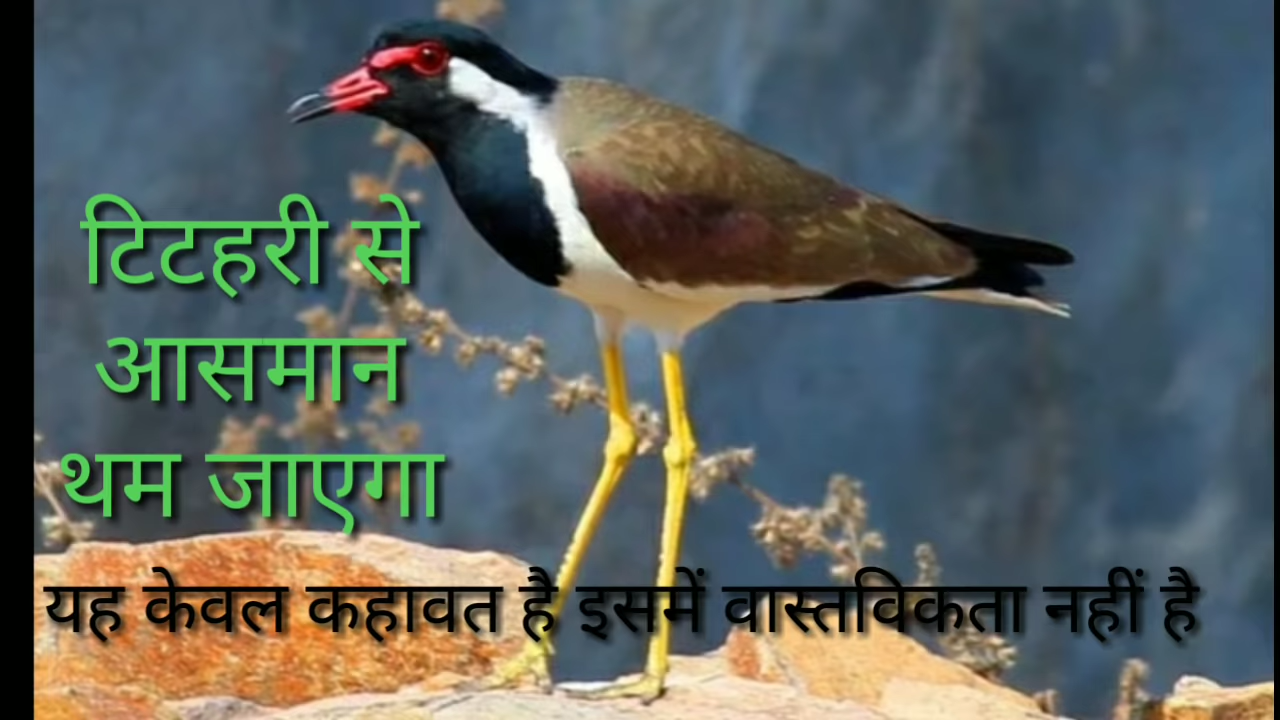 टिटहरी से
आसमान
थम जाएगा
यह केवल कहावत है इसमें वास्तविकता नहीं है